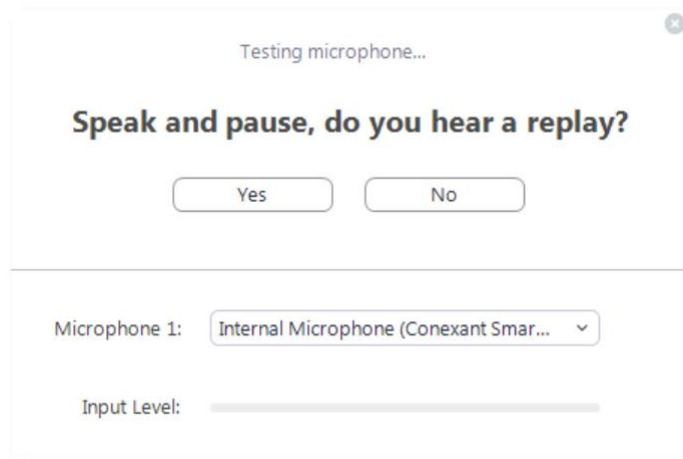 Testing microphone...
Speak and pause, do you hear a replay?
Yes No
Microphone 1: Internal Microphone (Conexant Smar...
Input Level: